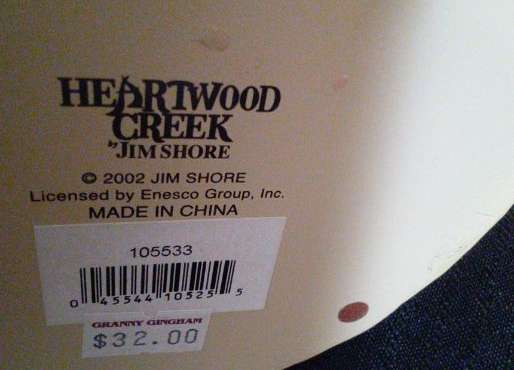 HEARTWOOD
CREEK
by JIM SHORE
© 2002 JIM SHORE
Licensed by Enesco Group, Inc.
MADE IN CHINA
105533
0 45544 10525 5
GRANNY GINGHAM
$32.00